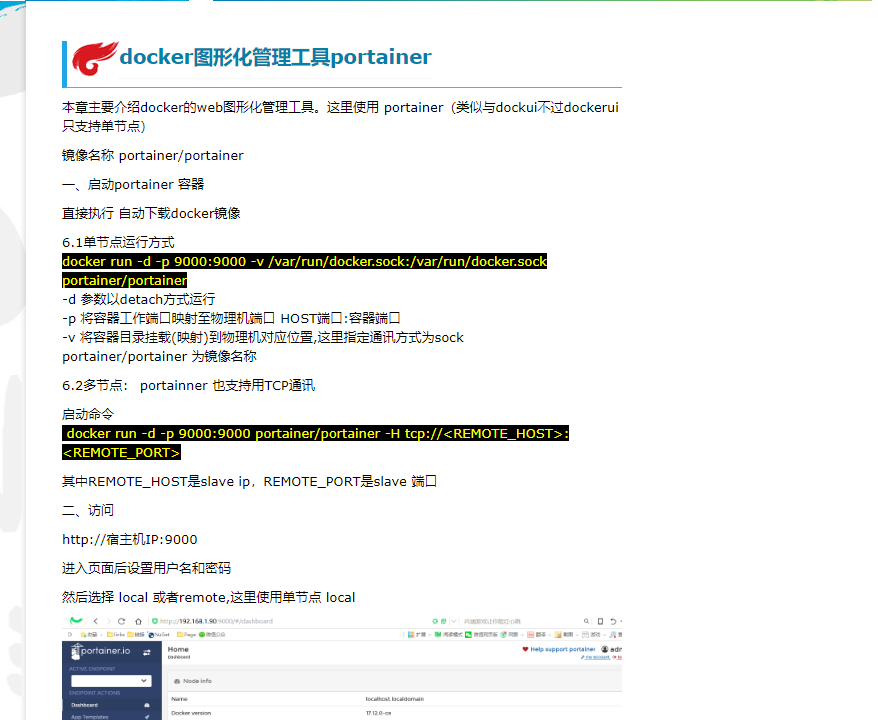 docker图形化管理工具portainer
本章主要介绍docker的web图形化管理工具。这里使用 portainer（类似与dockui不过dockerui
只支持单节点）
镜像名称 portainer/portainer
一、启动portainer 容器
直接执行 自动下载docker镜像
6.1单节点运行方式
docker run -d -p 9000:9000 -v /var/run/docker.sock:/var/run/docker.sock
portainer/portainer
-d 参数以detach方式运行
-p 将容器工作端口映射至物理机端口 HOST端口:容器端口
-v 将容器目录挂载(映射)到物理机对应位置,这里指定通讯方式为sock
portainer/portainer 为镜像名称
6.2多节点： portainner 也支持用TCP通讯
启动命令
docker run -d -p 9000:9000 portainer/portainer -H tcp://<REMOTE_HOST>:
<REMOTE_PORT>
其中REMOTE_HOST是slave ip，REMOTE_PORT是slave 端口
二、访问
http://宿主机IP:9000
进入页面后设置用户名和密码
然后选择 local 或者remote,这里使用单节点 local
http://192.168.1.90:9000/#/dashboard
portainer.io
Home
Dashboard
Help support portainer
my account
ACTIVE ENDPOINT
ENDPOINT ACTIONS
Node info
Dashboard
Name localhost.localdomain
App Templates
Docker version 17.12.0-ce